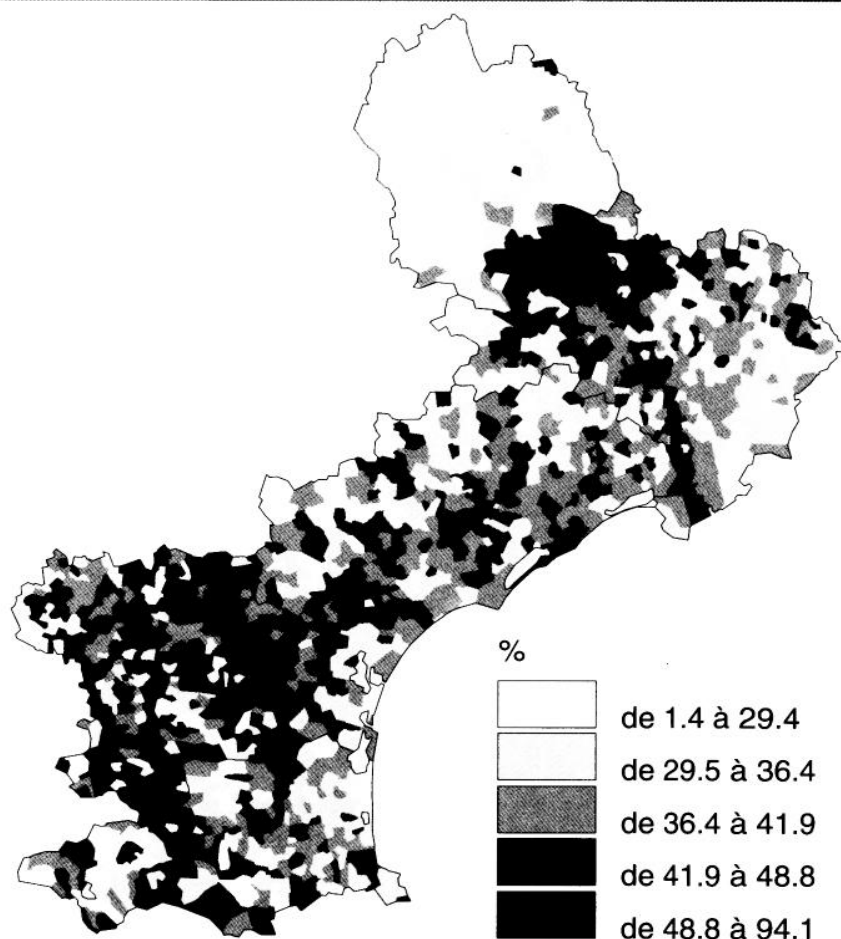 %
de 1.4 à 29.4
de 29.5 à 36.4
de 36.4 à 41.9
de 41.9 à 48.8
de 48.8 à 94.1